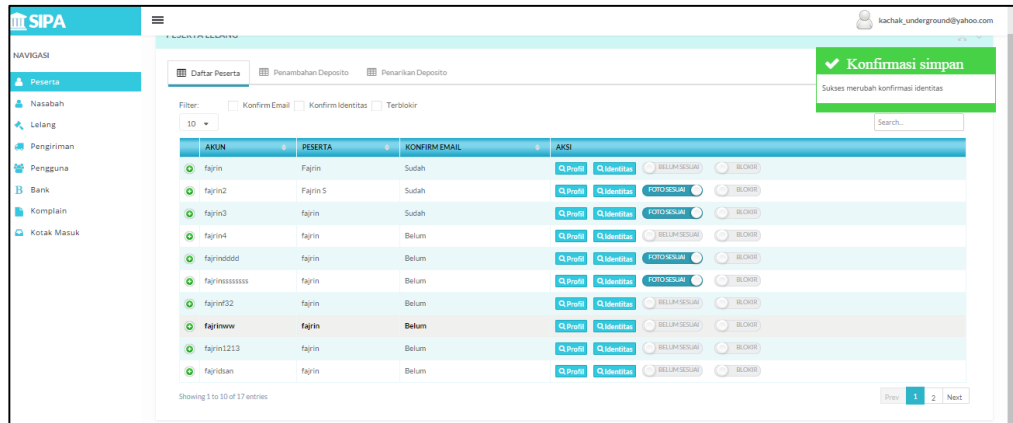 SIPA
kachak_underground@yahoo.com
NAVIGASI
Peserta
Nasabah
Lelang
Pengiriman
Pengguna
Bank
Komplain
Kotak Masuk
PESERTA LELANG
Daftar Peserta Penambahan Deposito Penarikan Deposito
Konfirmasi simpan
Sukses merubah konfirmasi identitas
Filter: Konfirm Email Konfirm Identitas Terblokir
10 Search...
AKUN PESERTA KONFIRM EMAIL AKSI
fajrin Fajrin Sudah Profil Identitas BELUM SESUAI BLOKIR
fajrin2 Fajrin S Sudah Profil Identitas FOTO SESUAI BLOKIR
fajrin3 fajrin Sudah Profil Identitas FOTO SESUAI BLOKIR
fajrin4 fajrin Belum Profil Identitas BELUM SESUAI BLOKIR
fajrindddd fajrin Belum Profil Identitas FOTO SESUAI BLOKIR
fajrinssssssss fajrin Belum Profil Identitas FOTO SESUAI BLOKIR
fajrinf32 fajrin Belum Profil Identitas BELUM SESUAI BLOKIR
fajrinww fajrin Belum Profil Identitas BELUM SESUAI BLOKIR
fajrin1213 fajrin Belum Profil Identitas BELUM SESUAI BLOKIR
fajridsan fajrin Belum Profil Identitas BELUM SESUAI BLOKIR
Showing 1 to 10 of 17 entries Prev 1 2 Next